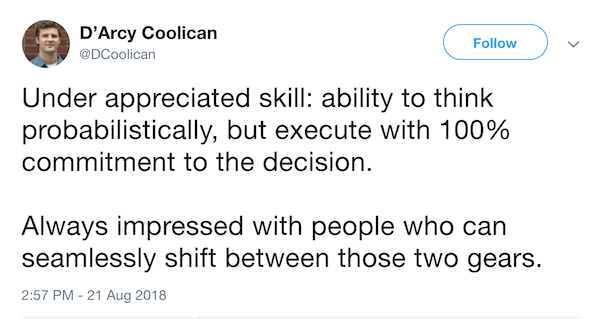 D'Arcy Coolican
@DCoolican
Follow
Under appreciated skill: ability to think
probabilistically, but execute with 100%
commitment to the decision.
Always impressed with people who can
seamlessly shift between those two gears.
2:57 PM - 21 Aug 2018